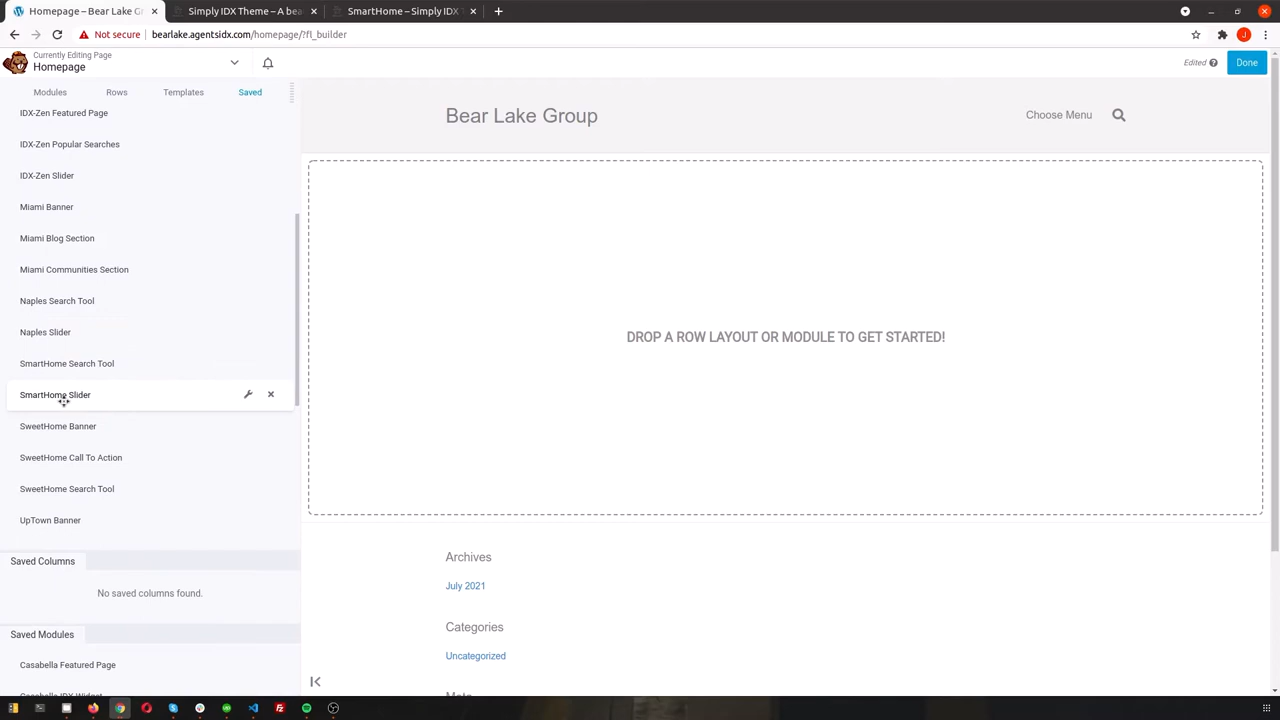 Homepage – Bear Lake G
Simply IDX Theme – A bea
SmartHome – Simply IDX T
Not secure
bearlake.agentsidx.com/homepage/?fl_builder
J
Currently Editing Page
Homepage
Edited
Done
Modules
Rows
Templates
Saved
IDX-Zen Featured Page
IDX-Zen Popular Searches
IDX-Zen Slider
Miami Banner
Miami Blog Section
Miami Communities Section
Naples Search Tool
Naples Slider
SmartHome Search Tool
SmartHome Slider
SweetHome Banner
SweetHome Call To Action
SweetHome Search Tool
UpTown Banner
Saved Columns
No saved columns found.
Saved Modules
Casabella Featured Page
Casabella IDX Widget
Bear Lake Group
Choose Menu
DROP A ROW LAYOUT OR MODULE TO GET STARTED!
Archives
July 2021
Categories
Uncategorized
Meta